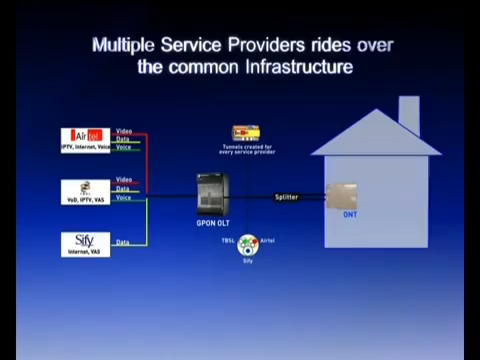 Multiple Service Providers rides over
the common Infrastructure
Airtel
IPTV, Internet, Voice
Video
Data
Voice
Tunnels created for
every service provider
TBSL
VoD, IPTV, VAS
Video
Data
Voice
GPON OLT
Splitter
ONT
Sify
Internet, VAS
Data
TBSL
Airtel
Sify